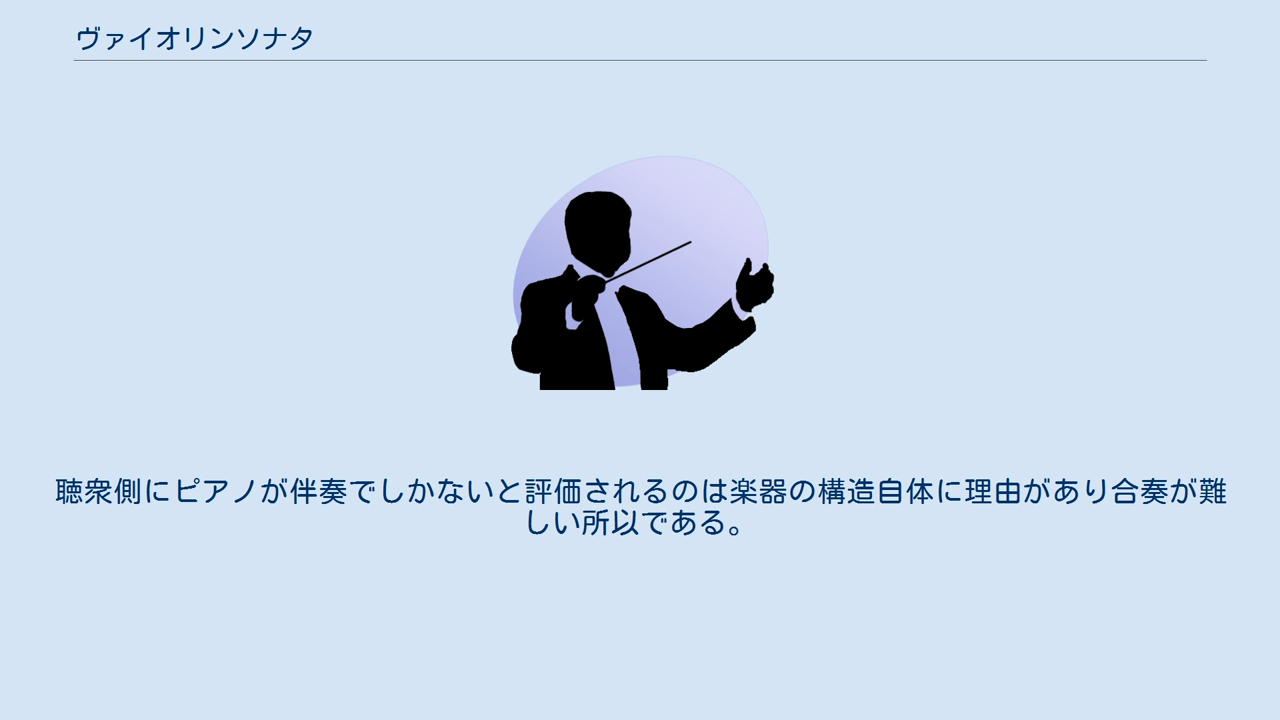 ヴァイオリンソナタ
聴衆側にピアノが伴奏でしかないと評価されるのは楽器の構造自体に理由があり合奏が難
しい所以である。